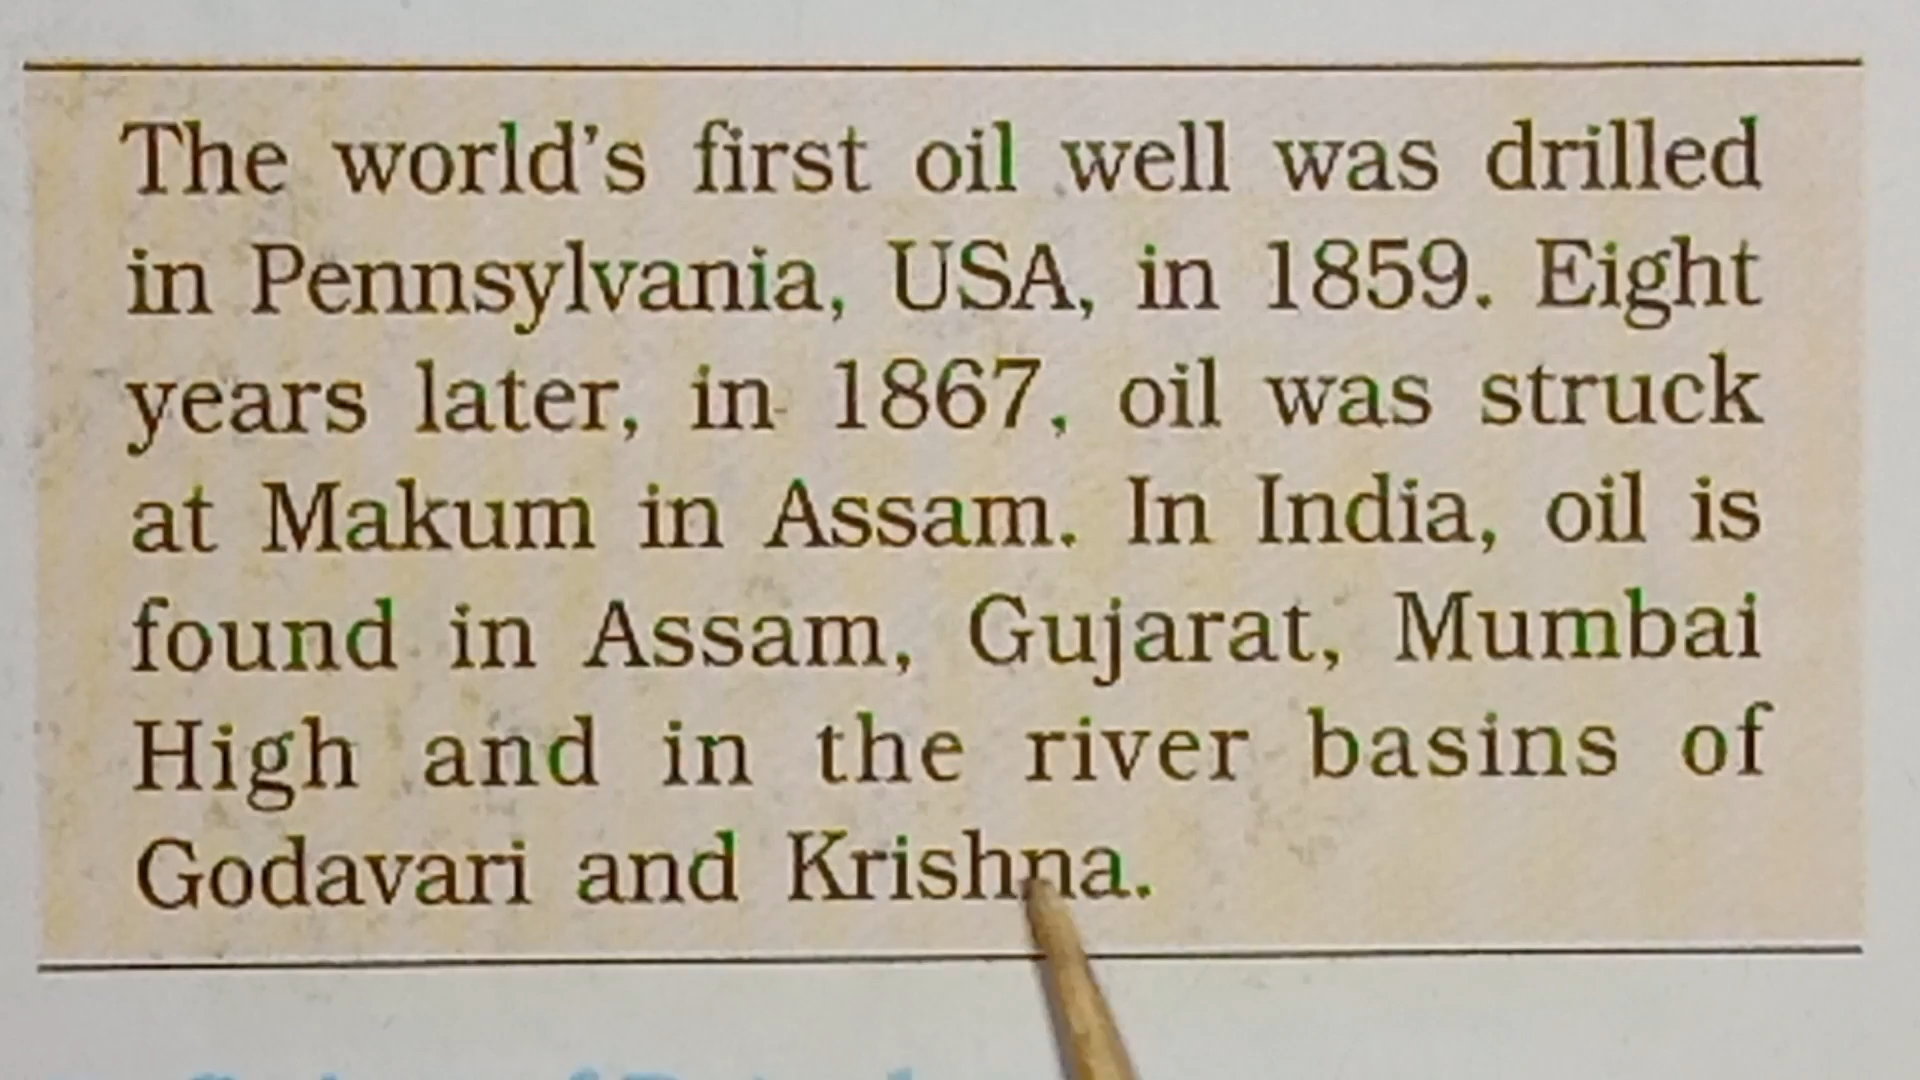 The world's first oil well was drilled
in Pennsylvania, USA, in 1859. Eight
years later, in 1867, oil was struck
at Makum in Assam. In India, oil is
found in Assam, Gujarat, Mumbai
High and in the river basins of
Godavari and Krishna.